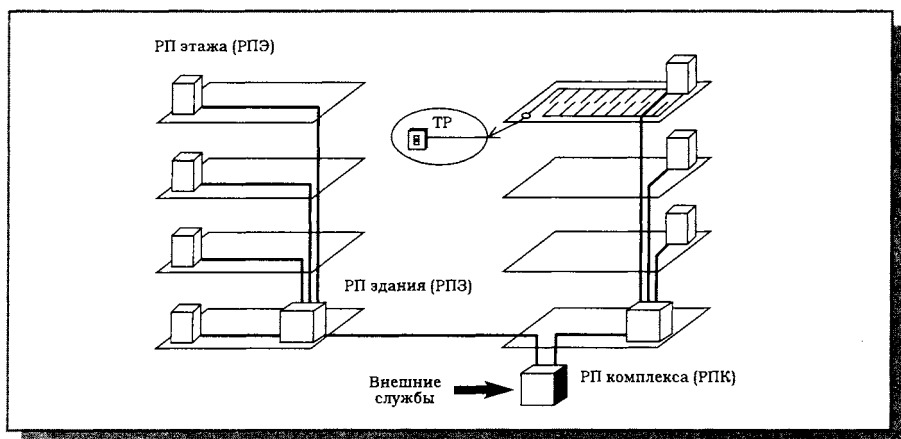 РП этажа (РПЭ)
ТР
РП здания (РПЗ)
РП комплекса (РПК)
Внешние
службы